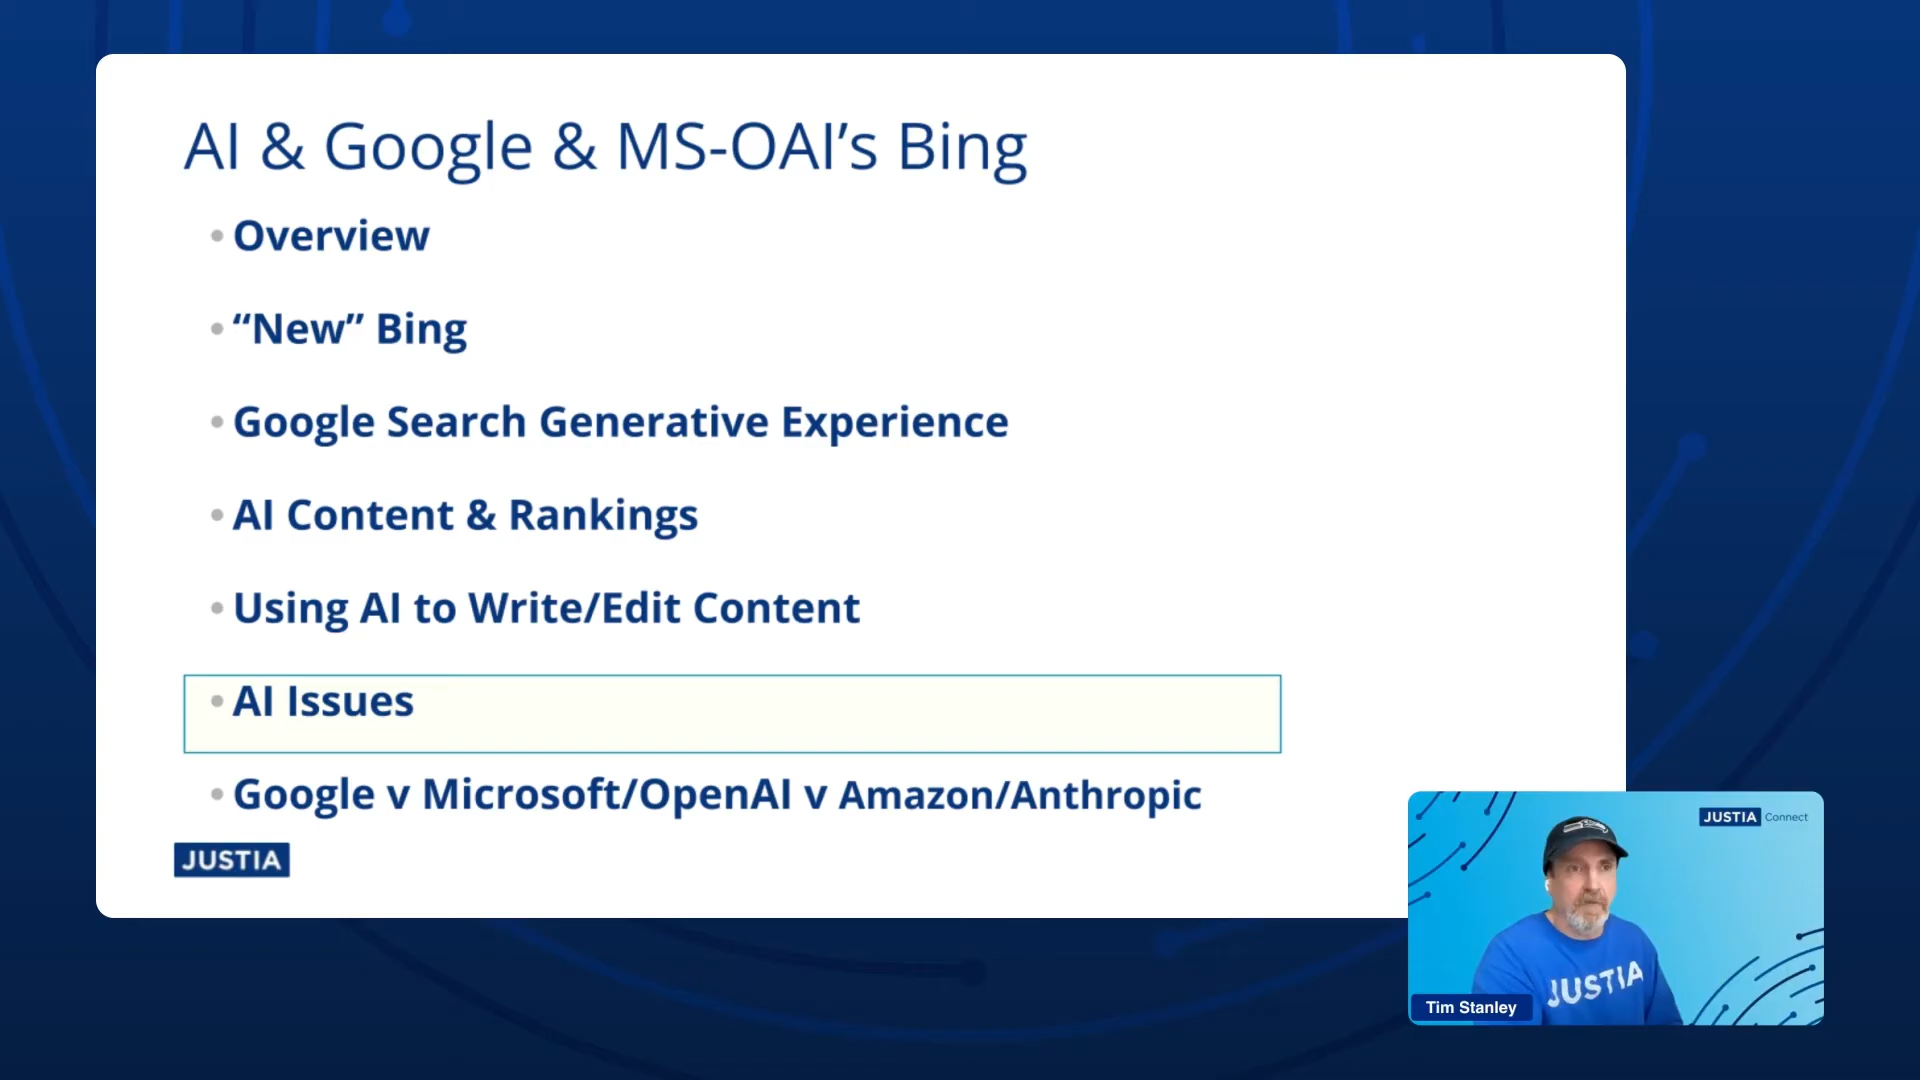 AI & Google & MS-OAI’s Bing
• Overview
• “New” Bing
• Google Search Generative Experience
• AI Content & Rankings
• Using AI to Write/Edit Content
• AI Issues
• Google v Microsoft/OpenAI v Amazon/Anthropic
JUSTIA
JUSTIA Connect
JUSTIA
Tim Stanley